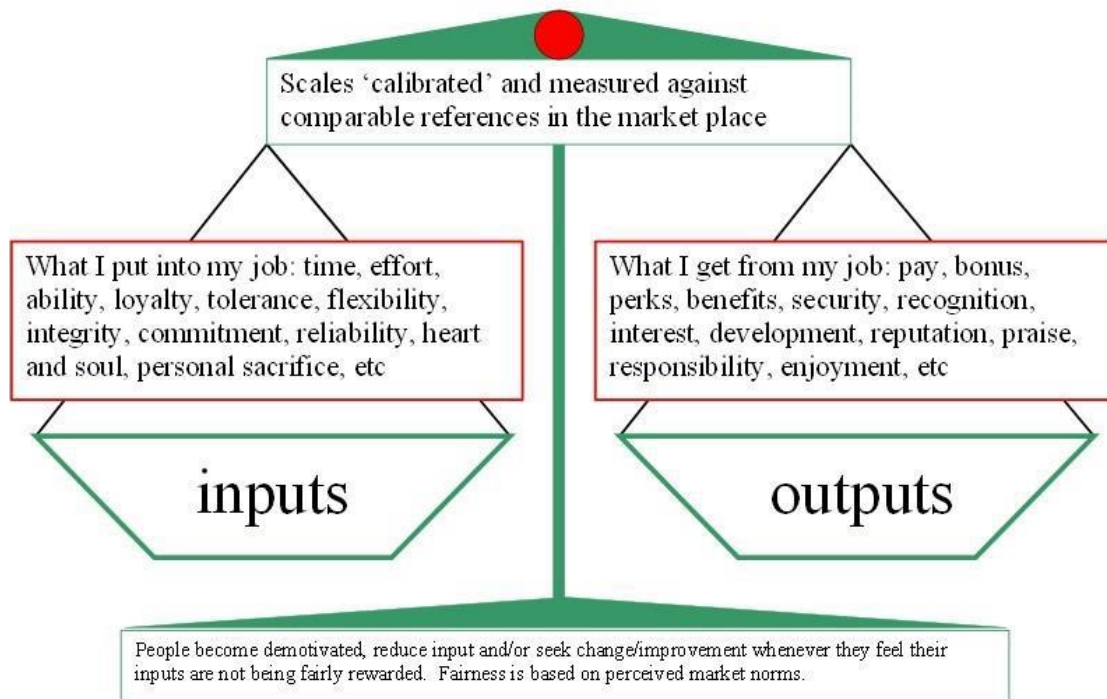 Scales ‘calibrated’ and measured against
comparable references in the market place
What I put into my job: time, effort,
ability, loyalty, tolerance, flexibility,
integrity, commitment, reliability, heart
and soul, personal sacrifice, etc
What I get from my job: pay, bonus,
perks, benefits, security, recognition,
interest, development, reputation, praise,
responsibility, enjoyment, etc
inputs
outputs
People become demotivated, reduce input and/or seek change/improvement whenever they feel their
inputs are not being fairly rewarded.  Fairness is based on perceived market norms.